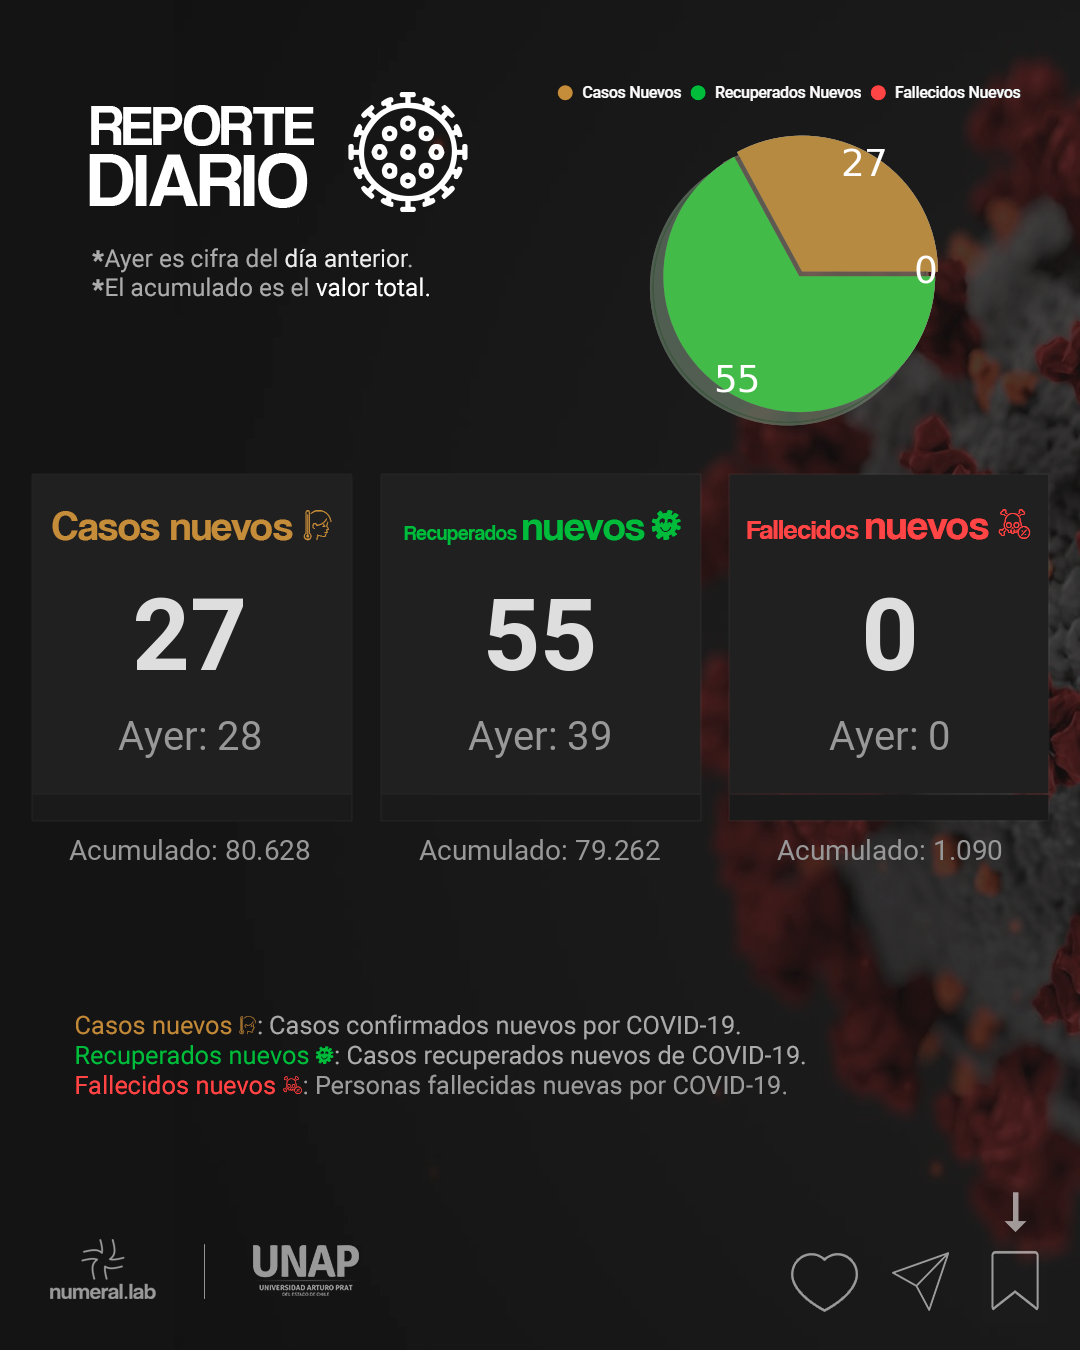 REPORTE
DIARIO
*Ayer es cifra del día anterior.
*El acumulado es el valor total.
Casos Nuevos Recuperados Nuevos Fallecidos Nuevos
27
0
55
Casos nuevos
27
Ayer: 28
Acumulado: 80.628
Recuperados nuevos
55
Ayer: 39
Acumulado: 79.262
Fallecidos nuevos
0
Ayer: 0
Acumulado: 1.090
Casos nuevos : Casos confirmados nuevos por COVID-19.
Recuperados nuevos : Casos recuperados nuevos de COVID-19.
Fallecidos nuevos : Personas fallecidas nuevas por COVID-19.
numeral.lab
UNAP
UNIVERSIDAD ARTURO PRAT
DEL ESTADO DE CHILE